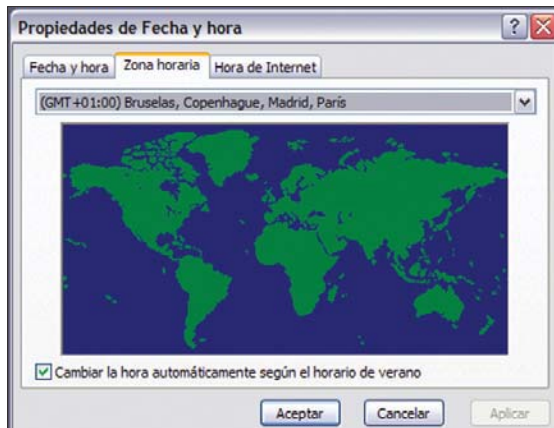 Propiedades de Fecha y hora
Fecha y hora Zona horaria Hora de Internet
(GMT+01:00) Bruselas, Copenhague, Madrid, París
Cambiar la hora automáticamente según el horario de verano
Aceptar Cancelar Aplicar